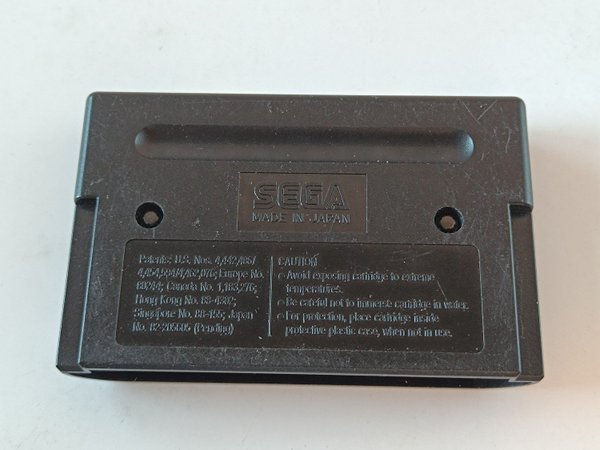 SEGA
MADE IN JAPAN
Patents: U.S. Nos. 4,442,486/
4,454,594/4,462,076; Europe No.
80244; Canada No. 1,183,276;
Hong Kong No. 88-4302;
Singapore No. 88-155; Japan
No. 82-205605 (Pending)
CAUTION
Avoid exposing cartridge to extreme
temperatures.
Be careful not to immerse cartridge in water.
For protection, place cartridge inside
protective plastic case, when not in use.